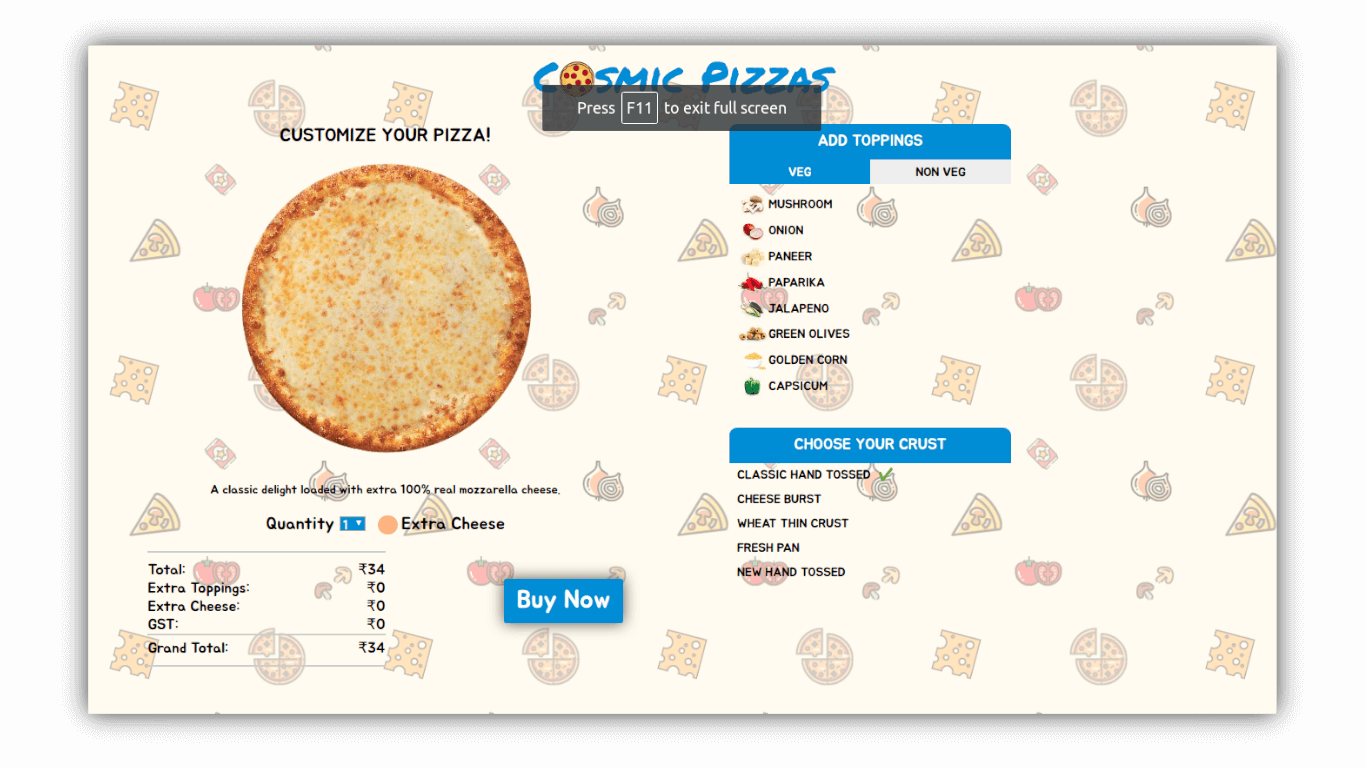 Cosmic Pizzas
Press F11 to exit full screen
CUSTOMIZE YOUR PIZZA!
A classic delight loaded with extra 100% real mozzarella cheese.
Quantity 1 Extra Cheese
Total: ₹34
Extra Toppings: ₹0
Extra Cheese: ₹0
GST: ₹0
Grand Total: ₹34
Buy Now
ADD TOPPINGS
VEG NON VEG
MUSHROOM
ONION
PANEER
PAPARIKA
JALAPENO
GREEN OLIVES
GOLDEN CORN
CAPSICUM
CHOOSE YOUR CRUST
CLASSIC HAND TOSSED
CHEESE BURST
WHEAT THIN CRUST
FRESH PAN
NEW HAND TOSSED